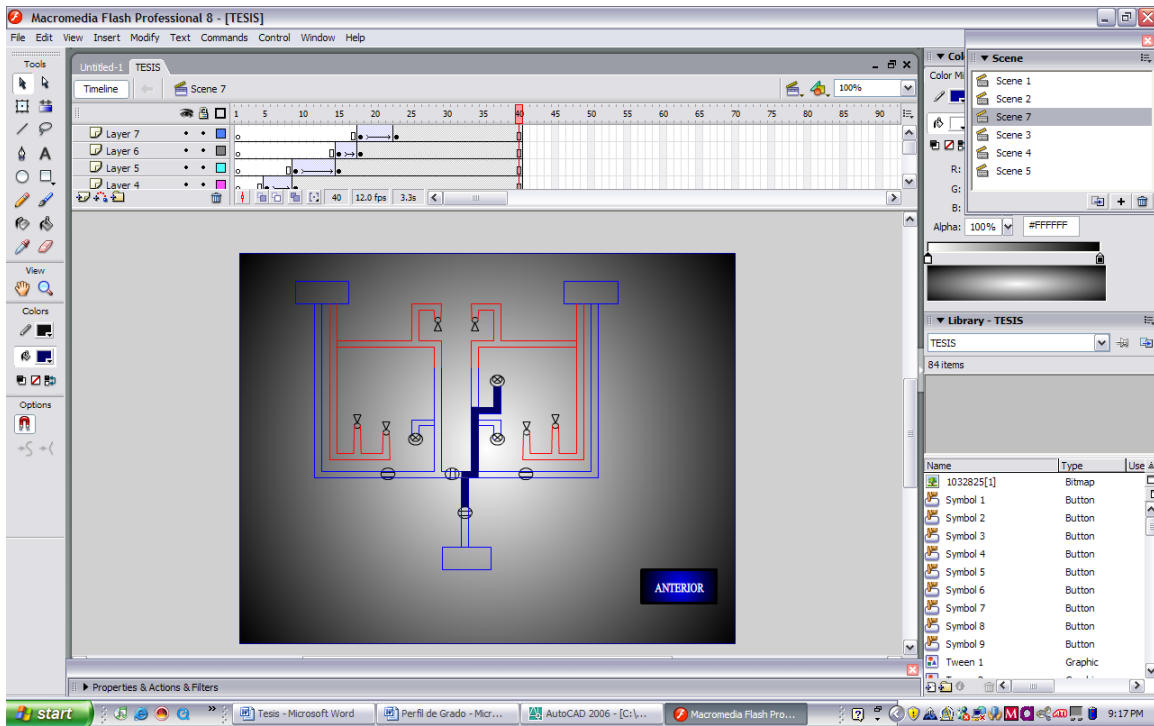 Macromedia Flash Professional 8 - [TESIS]
File Edit View Insert Modify Text Commands Control Window Help
Tools
View
Colors
Options
Untitled-1 TESIS
Timeline Scene 7 100%
1 5 10 15 20 25 30 35 40 45 50 55 60 65 70 75 80 85 90
Layer 7
Layer 6
Layer 5
Layer 4
40 12.0 fps 3.3s
ANTERIOR
Properties & Actions & Filters
Scene
Scene 1
Scene 2
Scene 7
Scene 3
Scene 4
Scene 5
Col
Color Mi
R:
G:
B:
Alpha: 100% #FFFFFF
Library - TESIS
TESIS
84 items
Name Type Use
1032825[1] Bitmap
Symbol 1 Button
Symbol 2 Button
Symbol 3 Button
Symbol 4 Button
Symbol 5 Button
Symbol 6 Button
Symbol 7 Button
Symbol 8 Button
Symbol 9 Button
Tween 1 Graphic
start Tesis - Microsoft Word Perfil de Grado - Micr... AutoCAD 2006 - [C:\... Macromedia Flash Pro... 9:17 PM